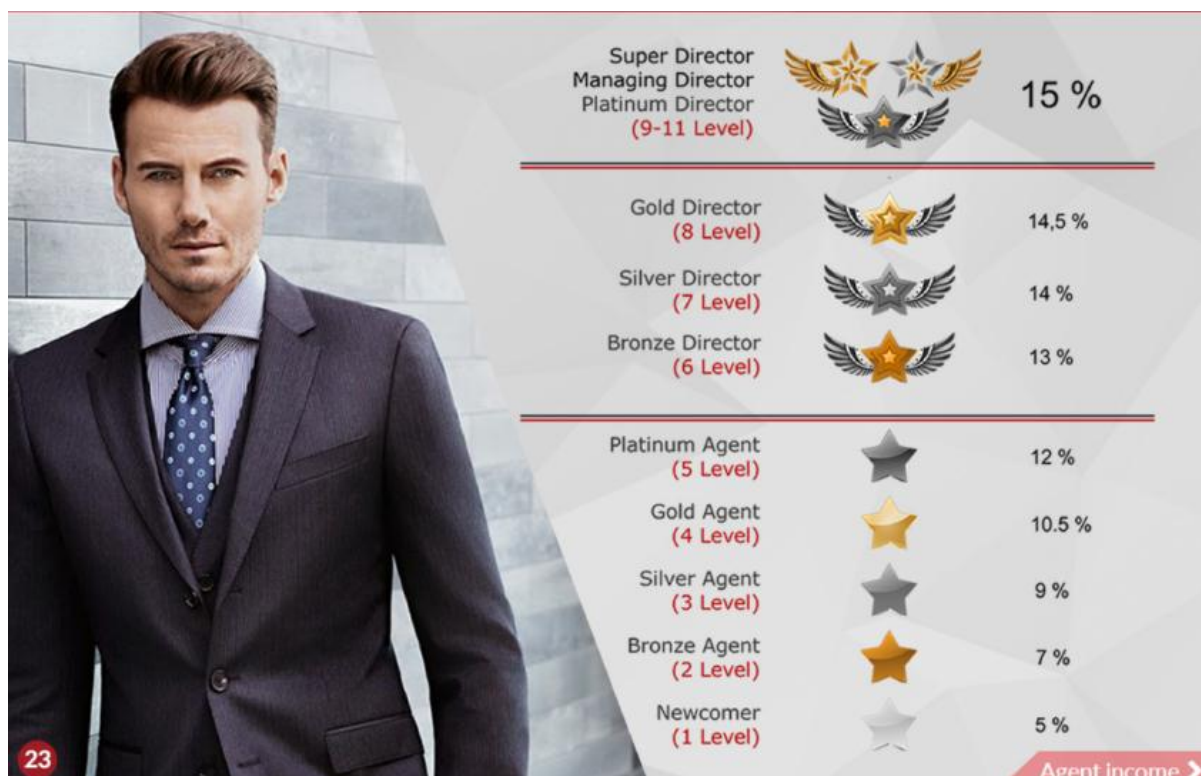 Super Director
Managing Director
Platinum Director
(9-11 Level)
15 %
Gold Director
(8 Level)
14,5 %
Silver Director
(7 Level)
14 %
Bronze Director
(6 Level)
13 %
Platinum Agent
(5 Level)
12 %
Gold Agent
(4 Level)
10.5 %
Silver Agent
(3 Level)
9 %
Bronze Agent
(2 Level)
7 %
Newcomer
(1 Level)
5 %
23
Agent income